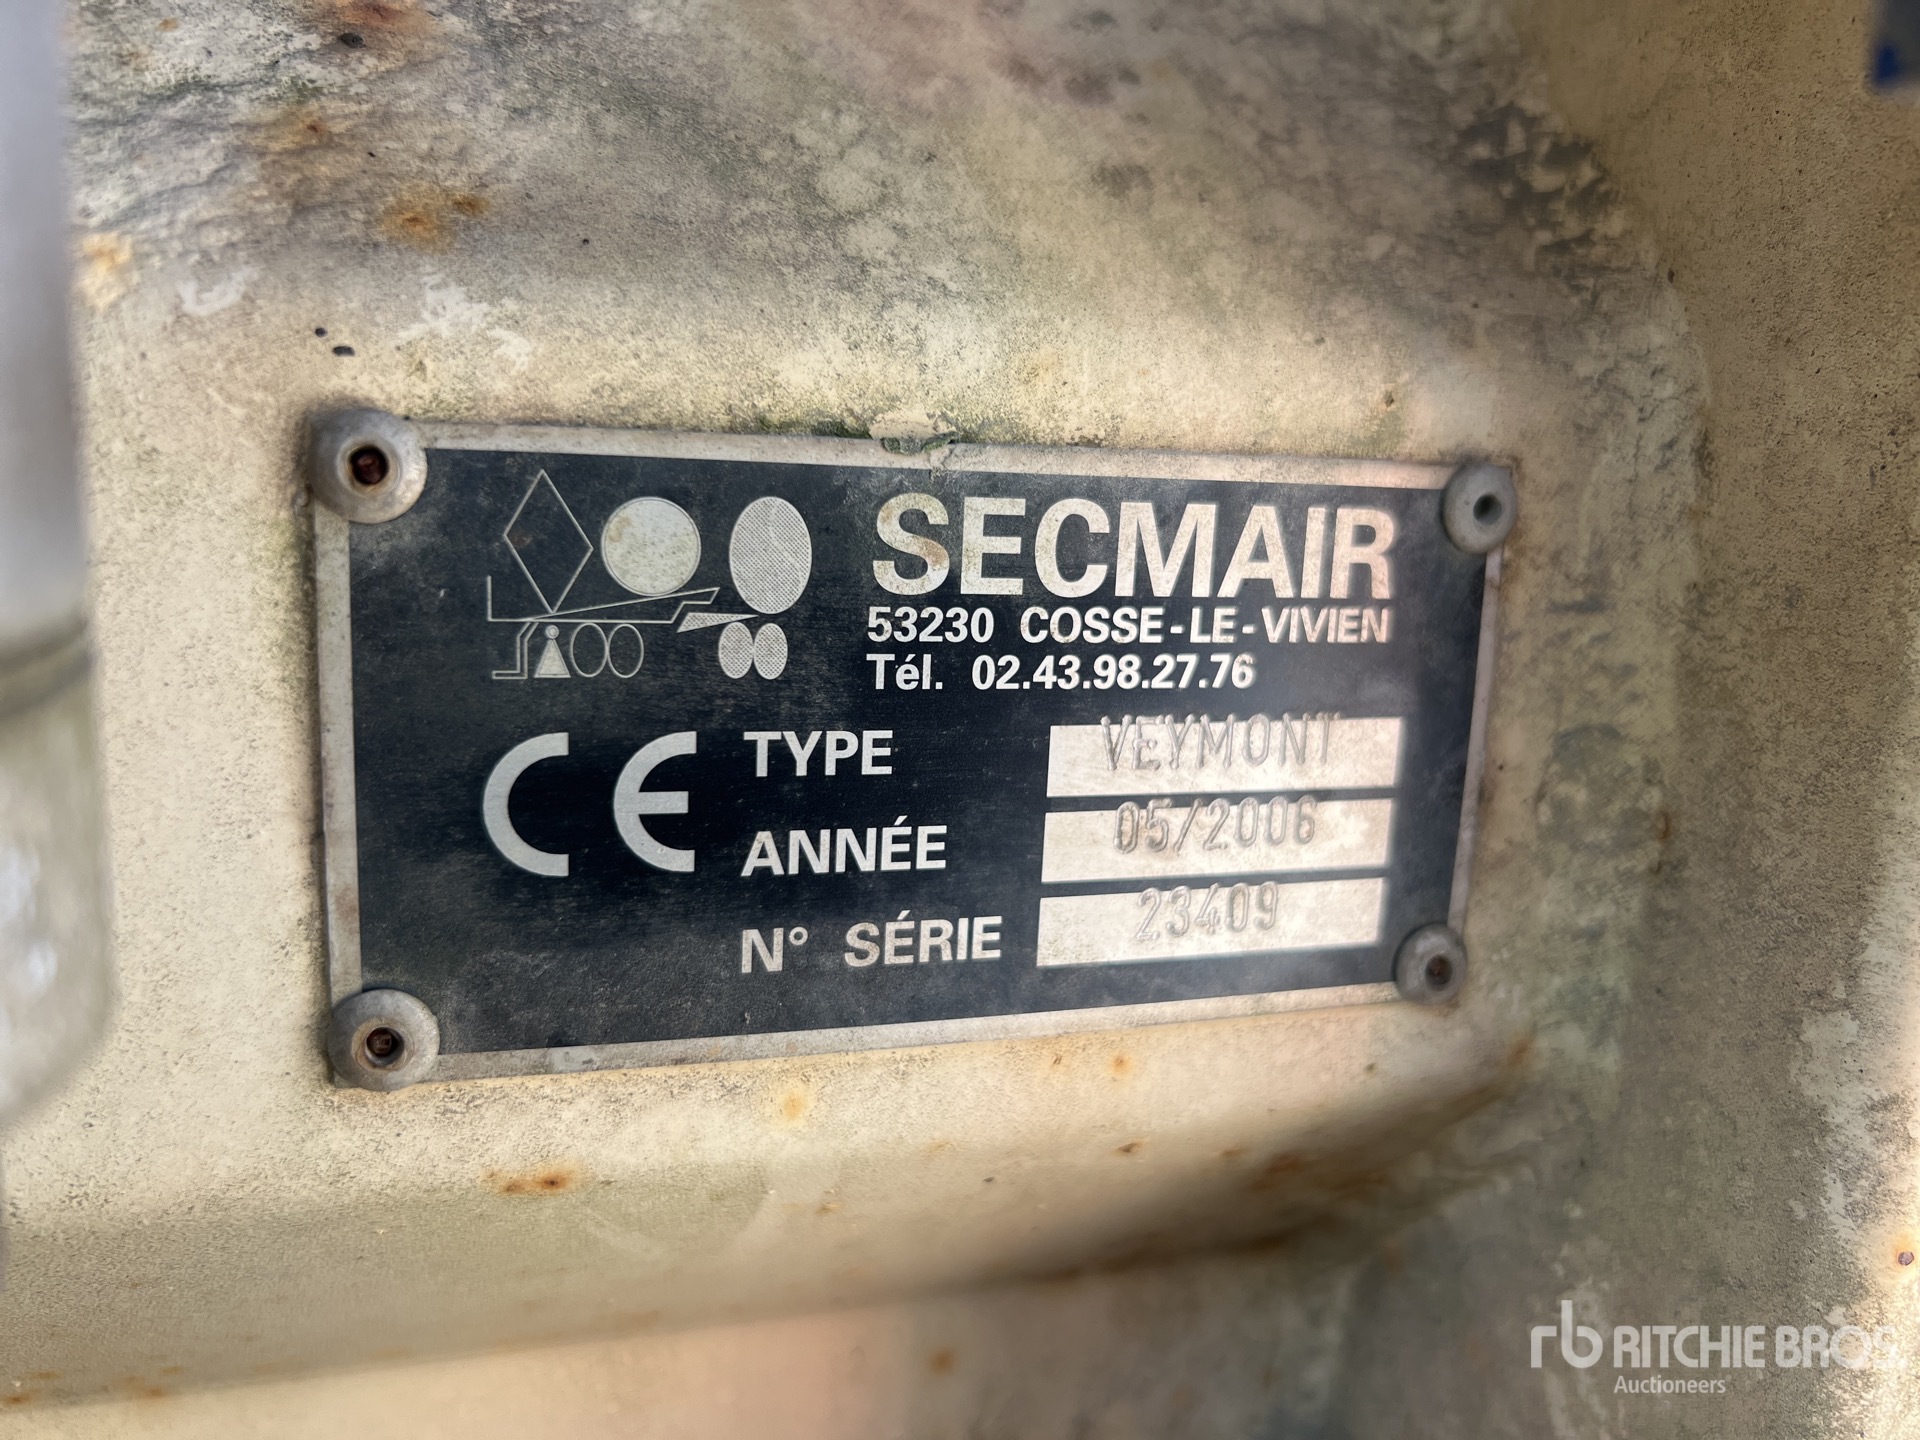 SECMAIR
53230 COSSE-LE-VIVIEN
Tél. 02.43.98.27.76
CE
TYPE VEYMONT
ANNÉE 05/2006
N° SÉRIE 23409
rb RITCHIE BROS
Auctioneers